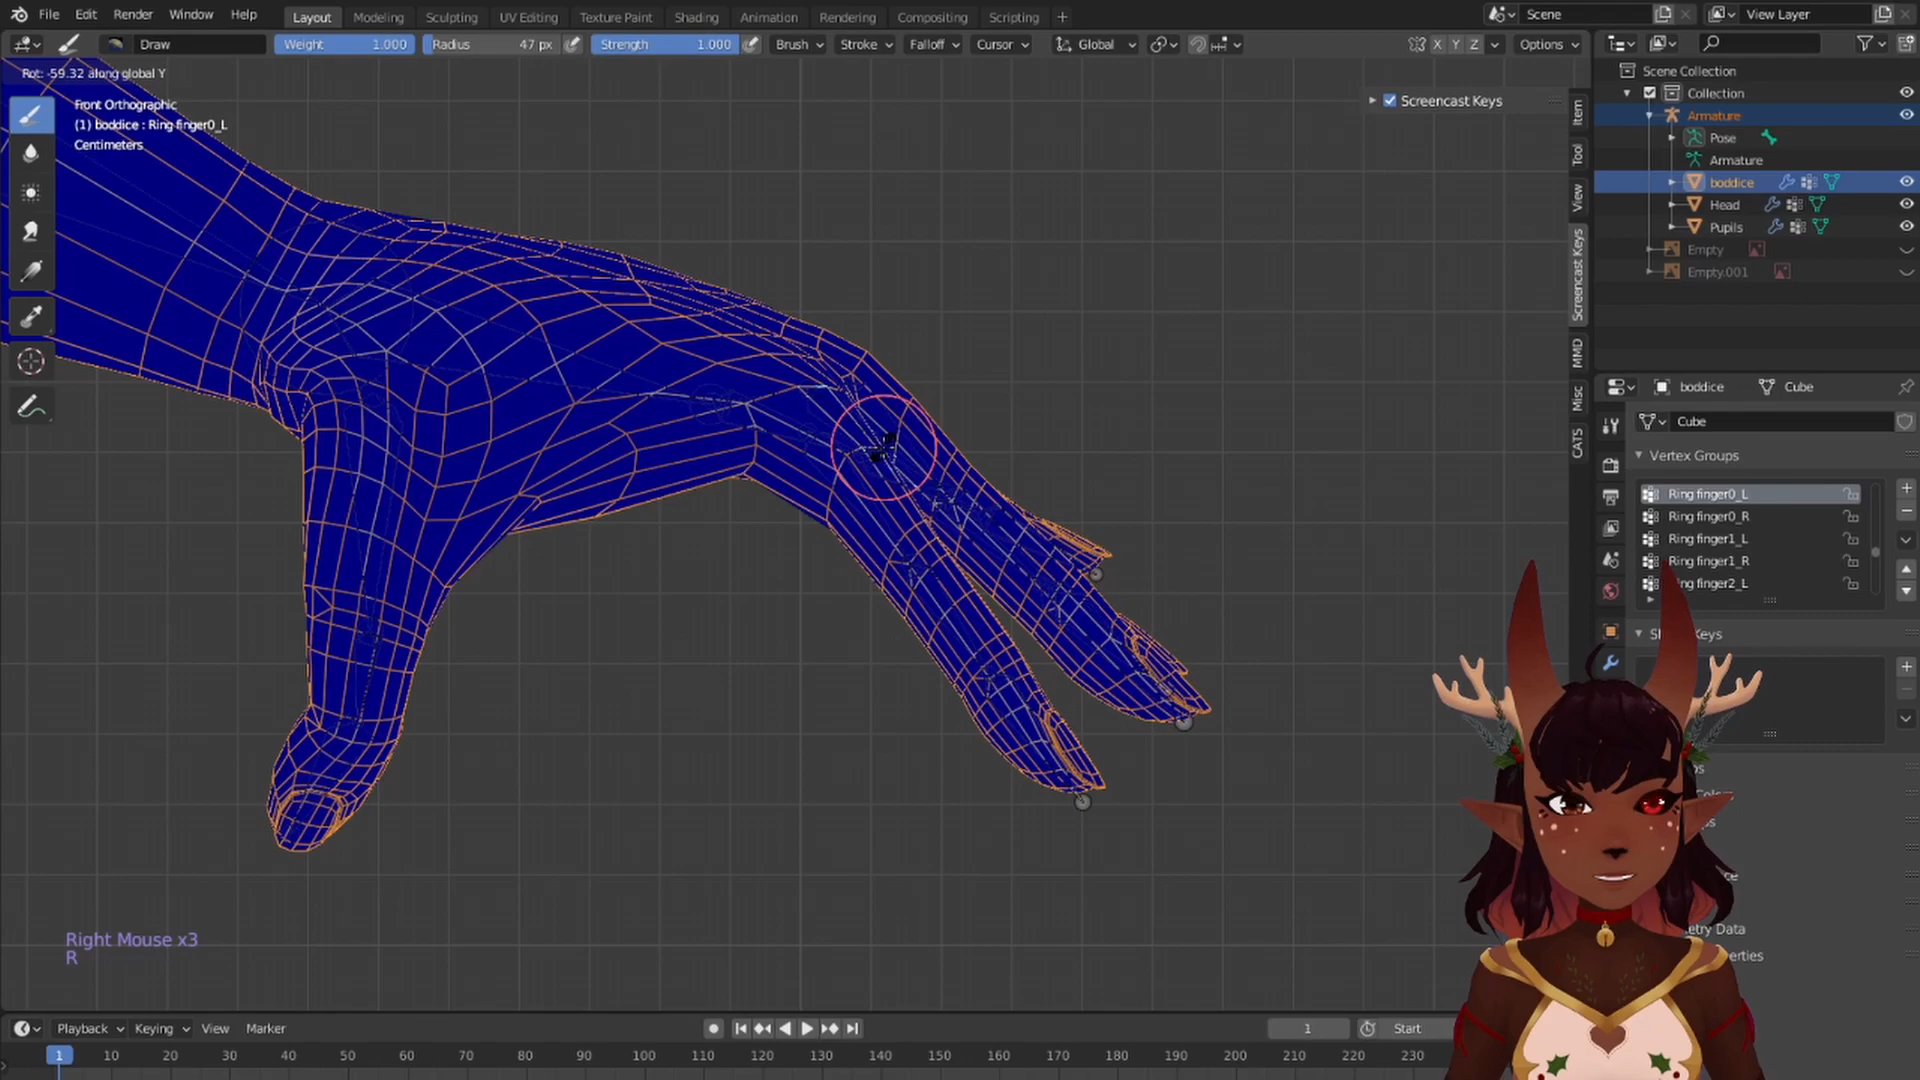 File Edit Render Window Help Layout Modeling Sculpting UV Editing Texture Paint Shading Animation Rendering Compositing Scripting + Scene View Layer
Draw Weight 1.000 Radius 47 px Strength 1.000 Brush Stroke Falloff Cursor Global X Y Z Options
Rot: -59.32 along global Y
Front Orthographic
(1) boddice : Ring finger0_L
Centimeters
Screencast Keys
Item
Tool
View
Screencast Keys
MMD
Misc
CATS
Scene Collection
Collection
Armature
Pose
Armature
boddice
Head
Pupils
Empty
Empty.001
boddice Cube
Cube
Vertex Groups
Ring finger0_L
Ring finger0_R
Ring finger1_L
Ring finger1_R
ng finger2_L
Keys
etry Data
erties
Right Mouse x3
R
Playback Keying View Marker 1 Start
1 10 20 30 40 50 60 70 80 90 100 110 120 130 140 150 160 170 180 190 200 210 220 230